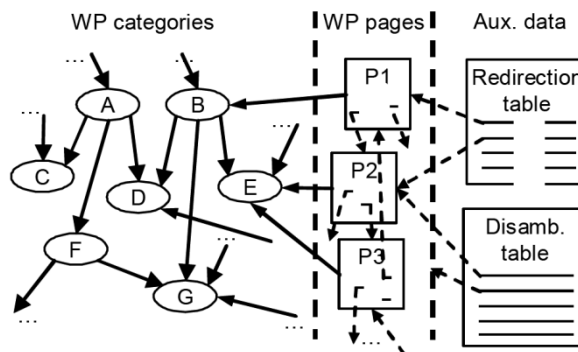 WP categories WP pages Aux. data
... ...
P1
Redirection
table
A
B
...
...
C
D
E
P2
F
...
Disamb.
table
P3
G
...
...
...